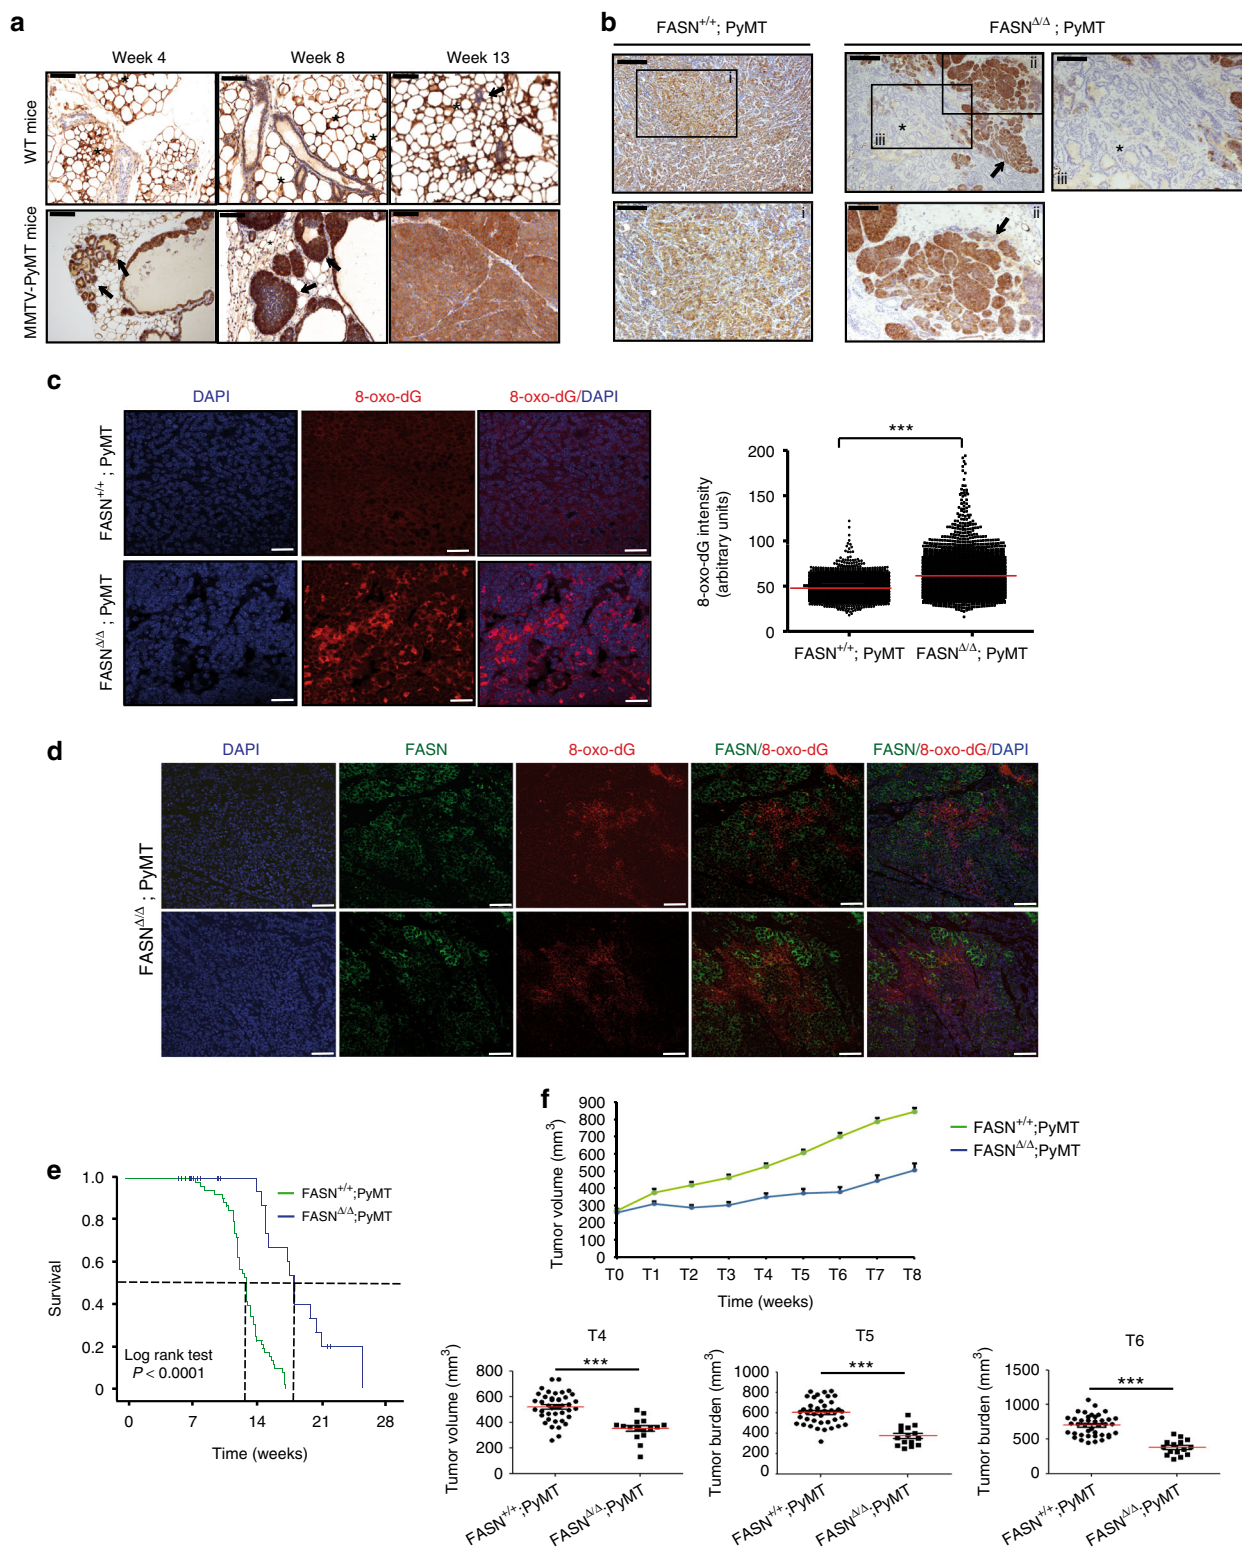 a
Week 4
Week 8
Week 13
WT mice
*
*
*
*
*
*
MMTV-PyMT mice
*
b
FASN+/+; PyMT
FASNΔ/Δ ; PyMT
i
ii
iii
*
iii
*
i
ii
c
DAPI
8-oxo-dG
8-oxo-dG/DAPI
FASN+/+ ; PyMT
FASNΔ/Δ ; PyMT
***
8-oxo-dG intensity
(arbitrary units)
200
150
100
50
0
FASN+/+; PyMT
FASNΔ/Δ; PyMT
d
DAPI
FASN
8-oxo-dG
FASN/8-oxo-dG
FASN/8-oxo-dG/DAPI
FASNΔ/Δ ; PyMT
e
Survival
1.0
0.8
0.6
0.4
0.2
0
FASN+/+;PyMT
FASNΔ/Δ;PyMT
Log rank test
P < 0.0001
0
7
14
21
28
Time (weeks)
f
Tumor volume (mm3)
900
800
700
600
500
400
300
200
100
0
T0
T1
T2
T3
T4
T5
T6
T7
T8
Time (weeks)
FASN+/+;PyMT
FASNΔ/Δ;PyMT
T4
***
Tumor volume (mm3)
800
600
400
200
0
FASN+/+;PyMT
FASNΔ/Δ;PyMT
T5
***
Tumor burden (mm3)
1000
800
600
400
200
0
FASN+/+;PyMT
FASNΔ/Δ;PyMT
T6
***
Tumor burden (mm3)
1500
1000
500
0
FASN+/+;PyMT
FASNΔ/Δ;PyMT